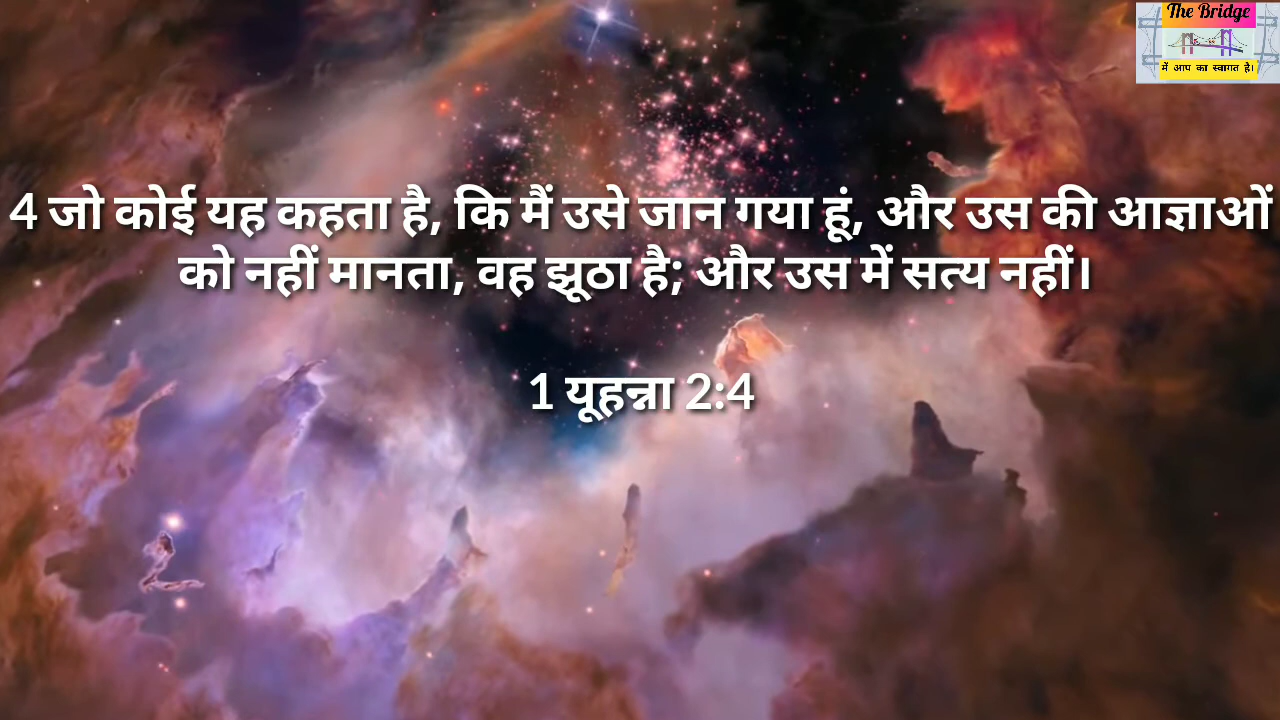 The Bridge
में आप का स्वागत है।
4 जो कोई यह कहता है, कि मैं उसे जान गया हूं, और उस की आज्ञाओं
को नहीं मानता, वह झूठा है; और उस में सत्य नहीं।
1 यूहन्ना 2:4